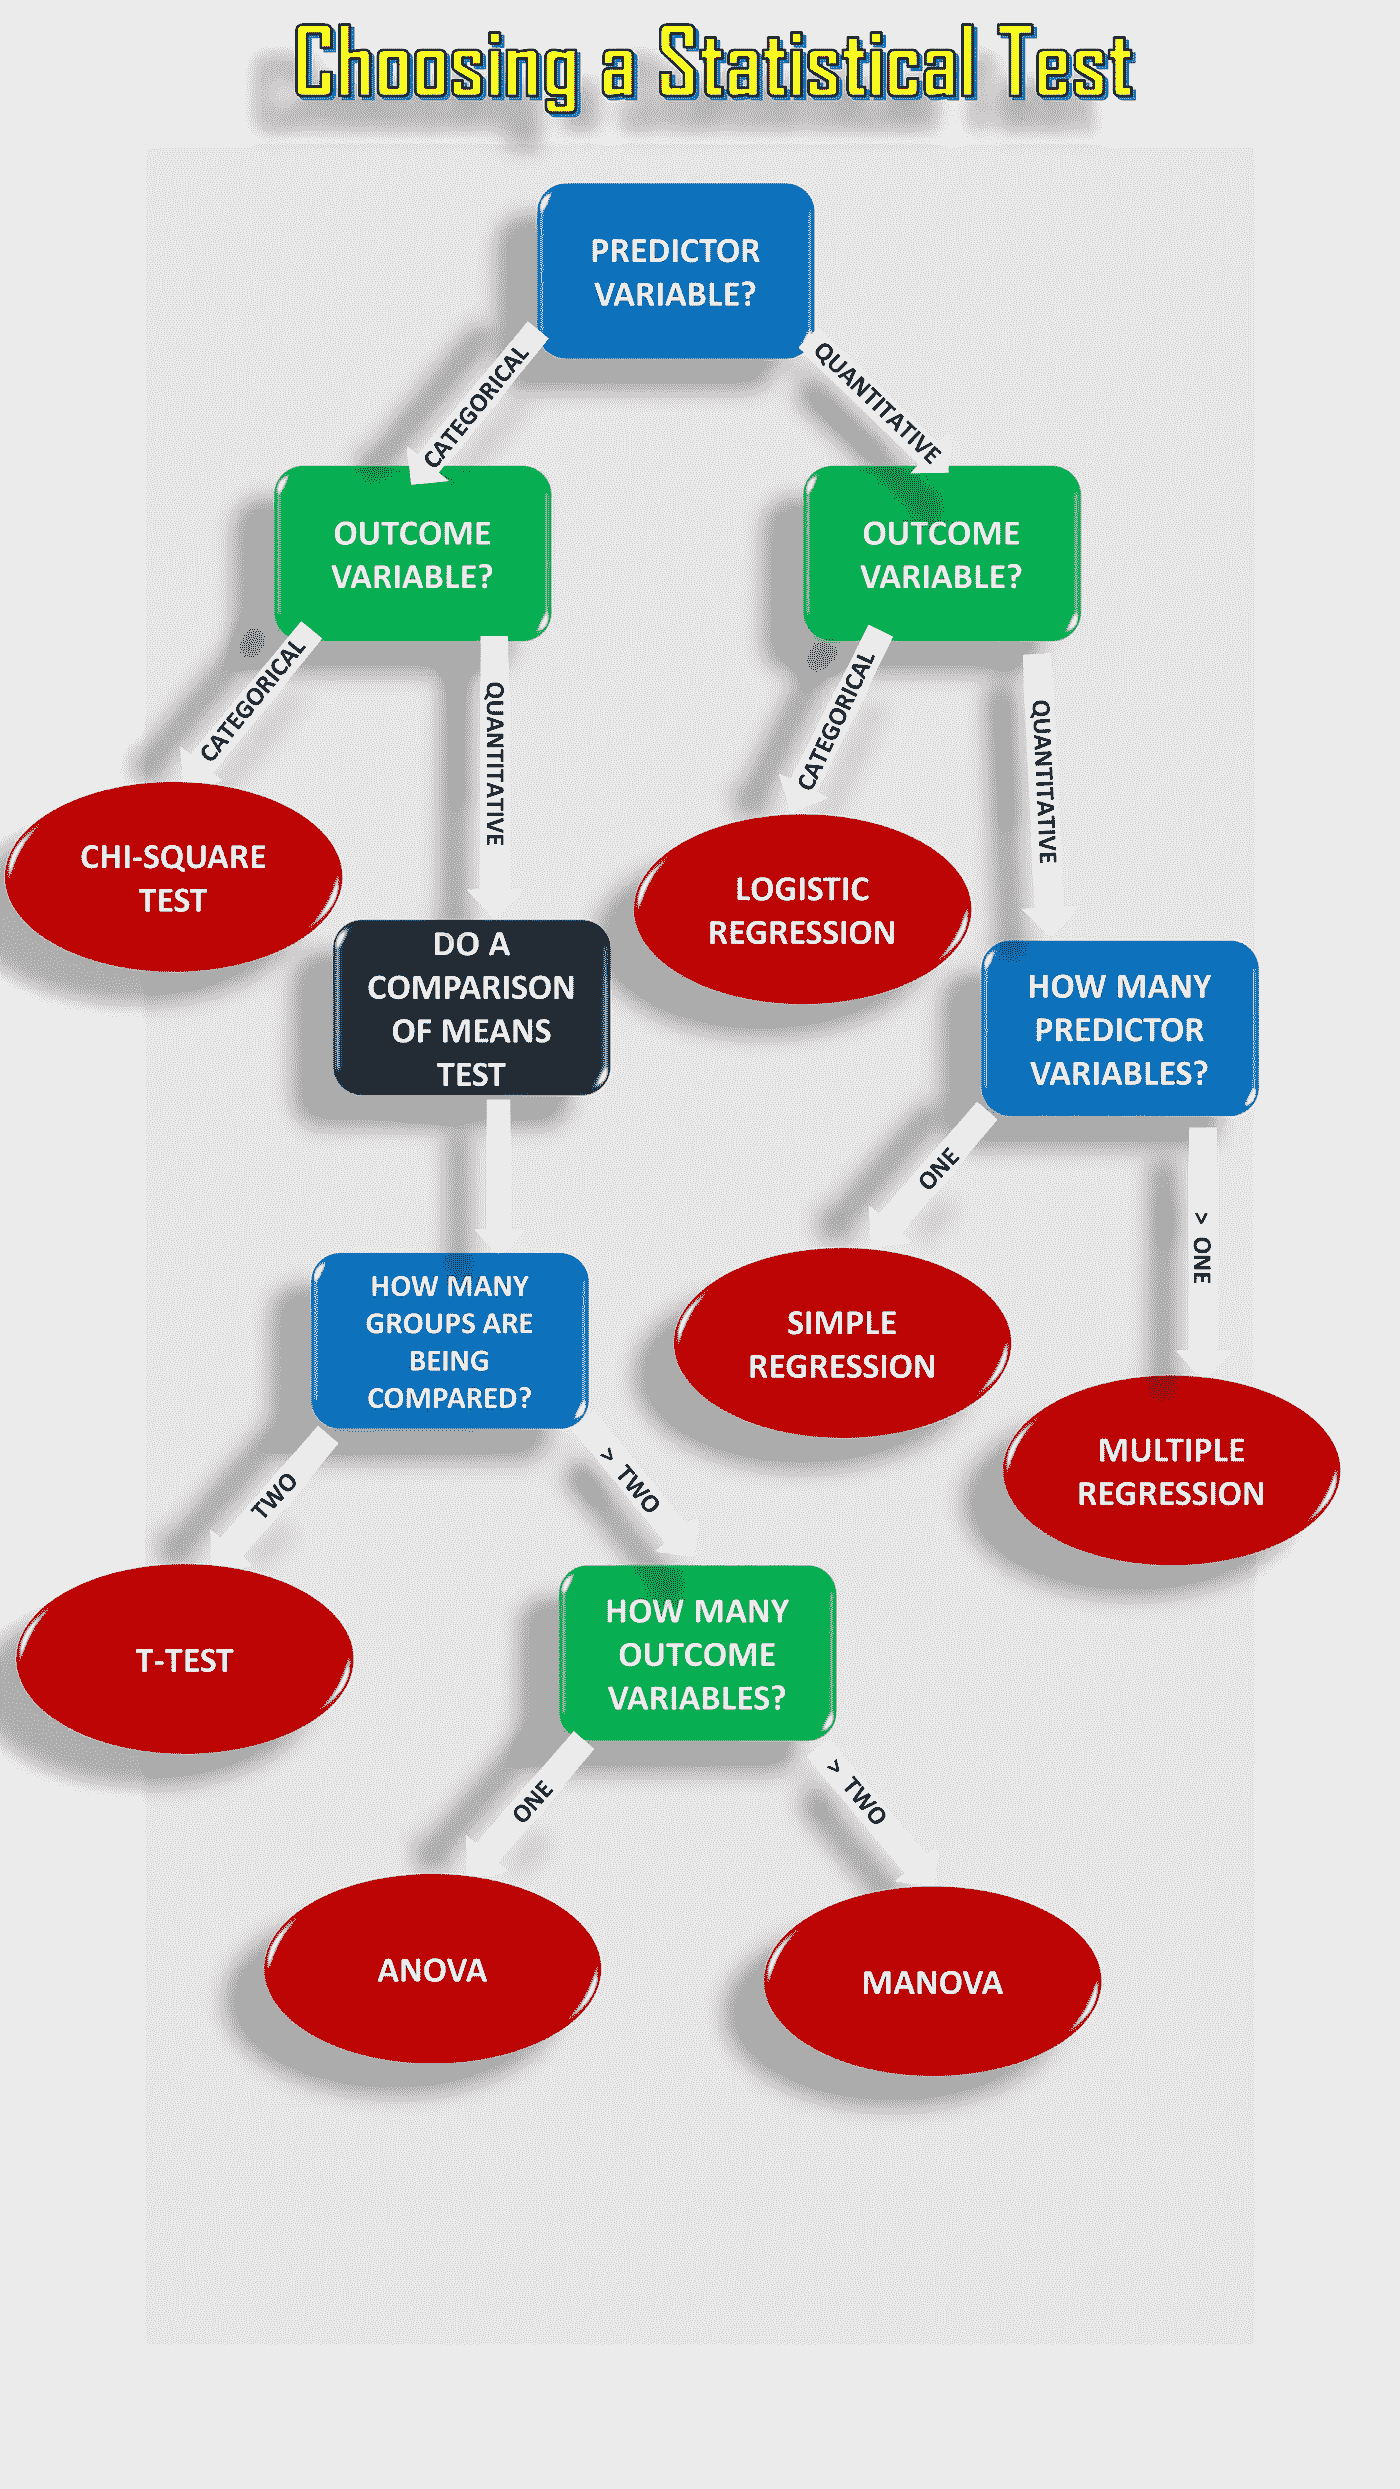 Choosing a Statistical Test
PREDICTOR
VARIABLE?
CATEGORICAL
QUANTITATIVE
OUTCOME
VARIABLE?
OUTCOME
VARIABLE?
CATEGORICAL
QUANTITATIVE
CATEGORICAL
QUANTITATIVE
CHI-SQUARE
TEST
LOGISTIC
REGRESSION
DO A
COMPARISON
OF MEANS
TEST
HOW MANY
PREDICTOR
VARIABLES?
ONE
> ONE
HOW MANY
GROUPS ARE
BEING
COMPARED?
SIMPLE
REGRESSION
MULTIPLE
REGRESSION
TWO
> TWO
T-TEST
HOW MANY
OUTCOME
VARIABLES?
ONE
> TWO
ANOVA
MANOVA